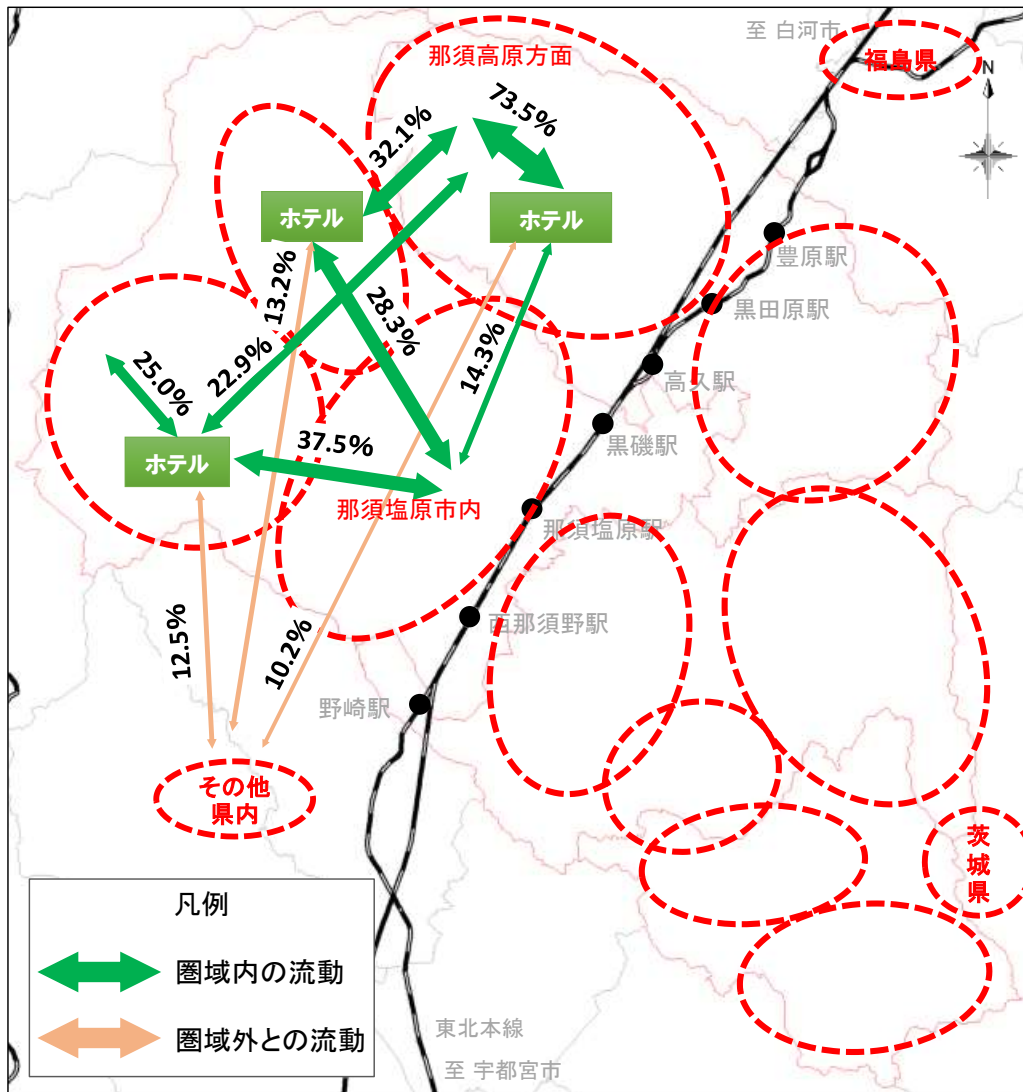 至 白河市
福島県
那須高原方面
N
73.5%
32.1%
ホテル
ホテル
豊原駅
13.2%
28.3%
黒田原駅
14.3%
22.9%
25.0%
高久駅
37.5%
黒磯駅
ホテル
那須塩原市内
那須塩原駅
12.5%
10.2%
西那須野駅
野崎駅
その他
県内
茨
城
県
凡例
圏域内の流動
圏域外との流動
東北本線
至 宇都宮市